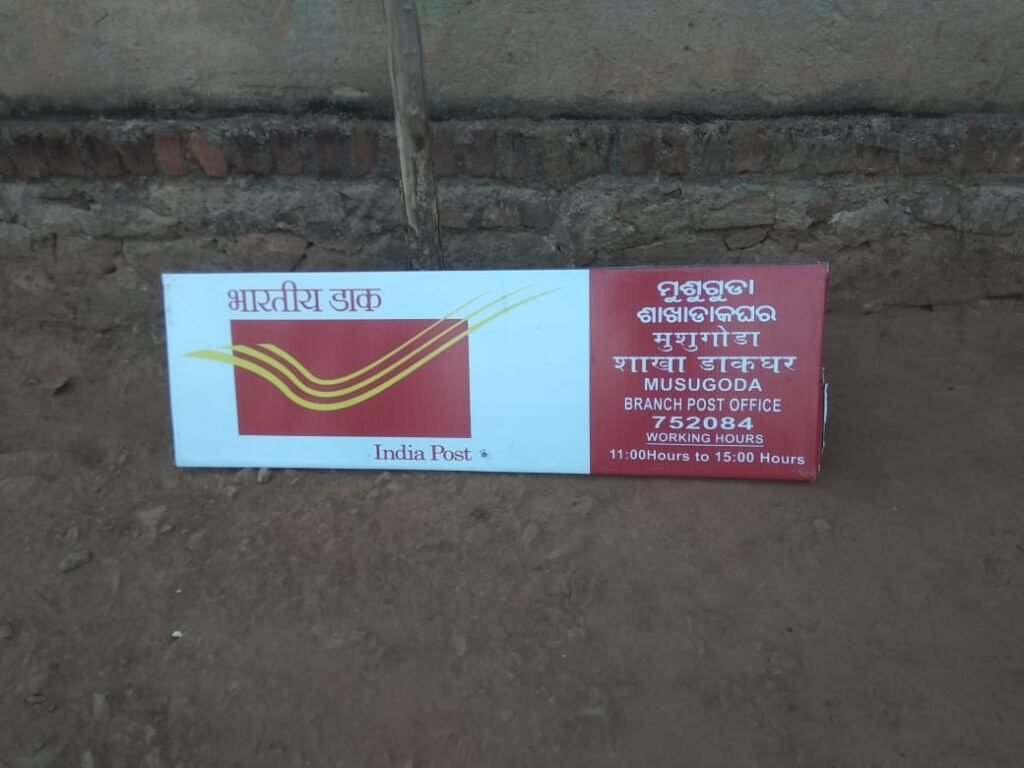 भारतीय डाक
India Post
ମୁଶୁଗୁଡା
ଶାଖାଡାକଘର
मुशुगोडा
शाखा डाकघर
MUSUGODA
BRANCH POST OFFICE
752084
WORKING HOURS
11:00Hours to 15:00 Hours